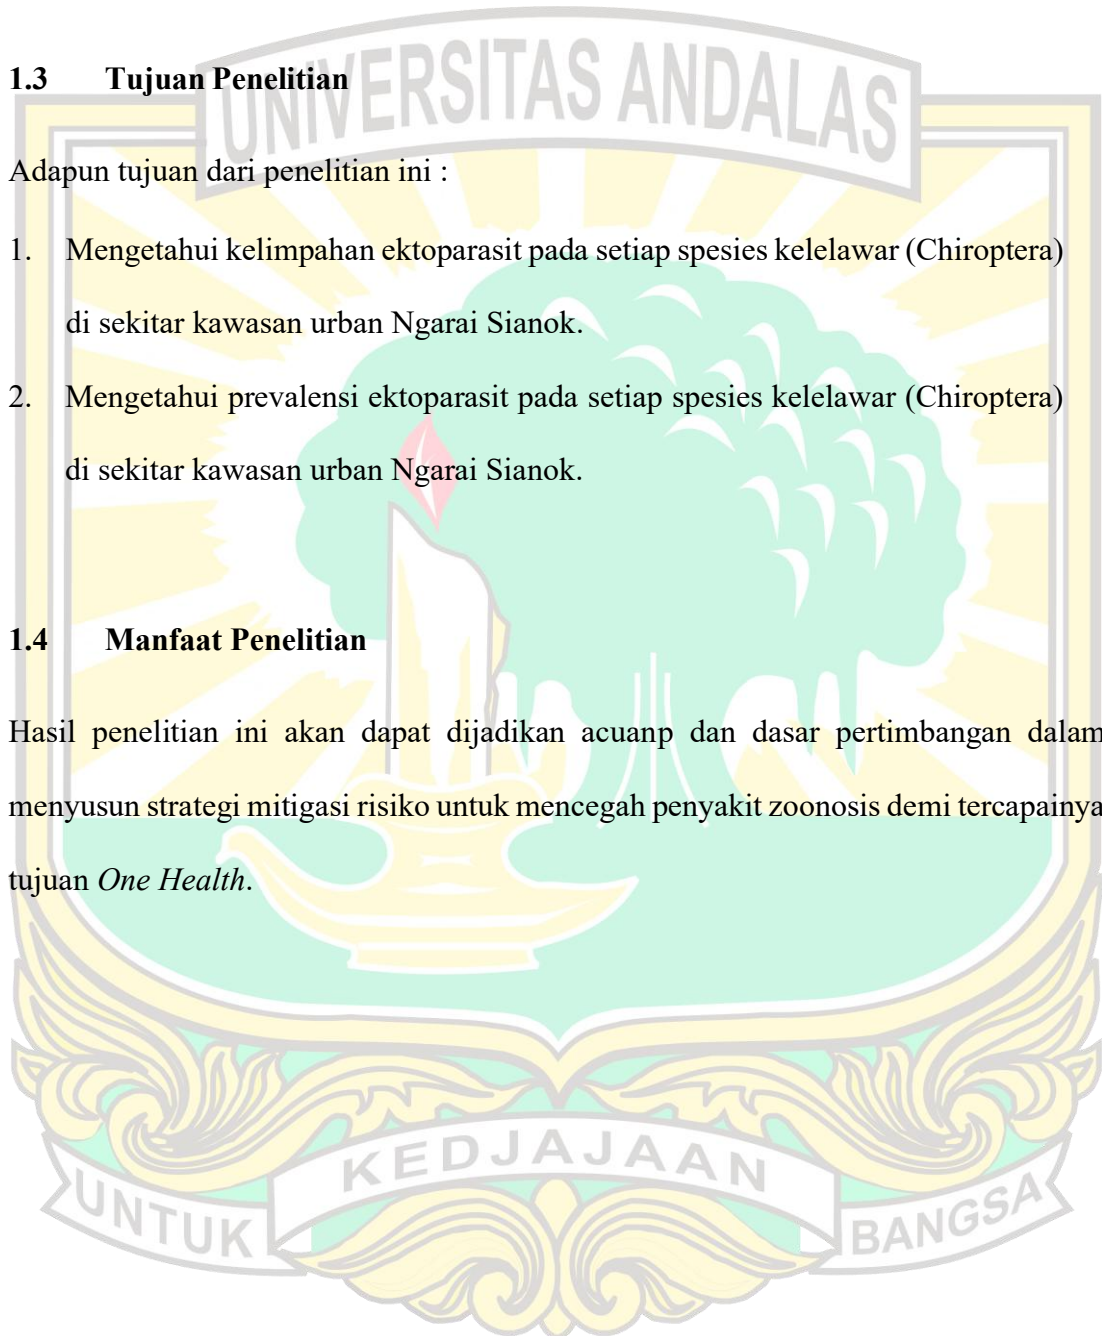 UNIVERSITAS ANDALAS
1.3 Tujuan Penelitian
Adapun tujuan dari penelitian ini :
1. Mengetahui kelimpahan ektoparasit pada setiap spesies kelelawar (Chiroptera)
di sekitar kawasan urban Ngarai Sianok.
2. Mengetahui prevalensi ektoparasit pada setiap spesies kelelawar (Chiroptera)
di sekitar kawasan urban Ngarai Sianok.
1.4 Manfaat Penelitian
Hasil penelitian ini akan dapat dijadikan acuanp dan dasar pertimbangan dalam
menyusun strategi mitigasi risiko untuk mencegah penyakit zoonosis demi tercapainya
tujuan One Health.
UNTUK KEDJAJAAN BANGSA